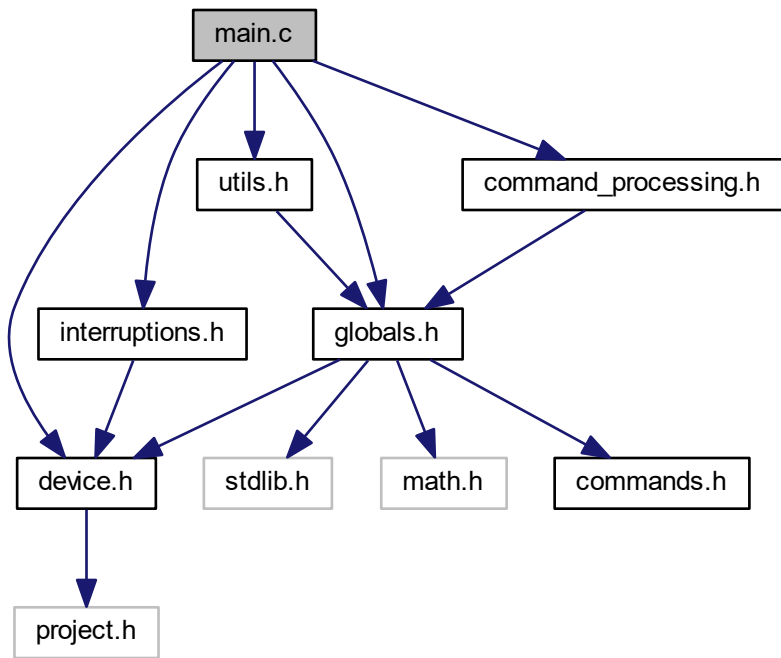 main.c
utils.h
command_processing.h
interruptions.h
globals.h
device.h
stdlib.h
math.h
commands.h
project.h